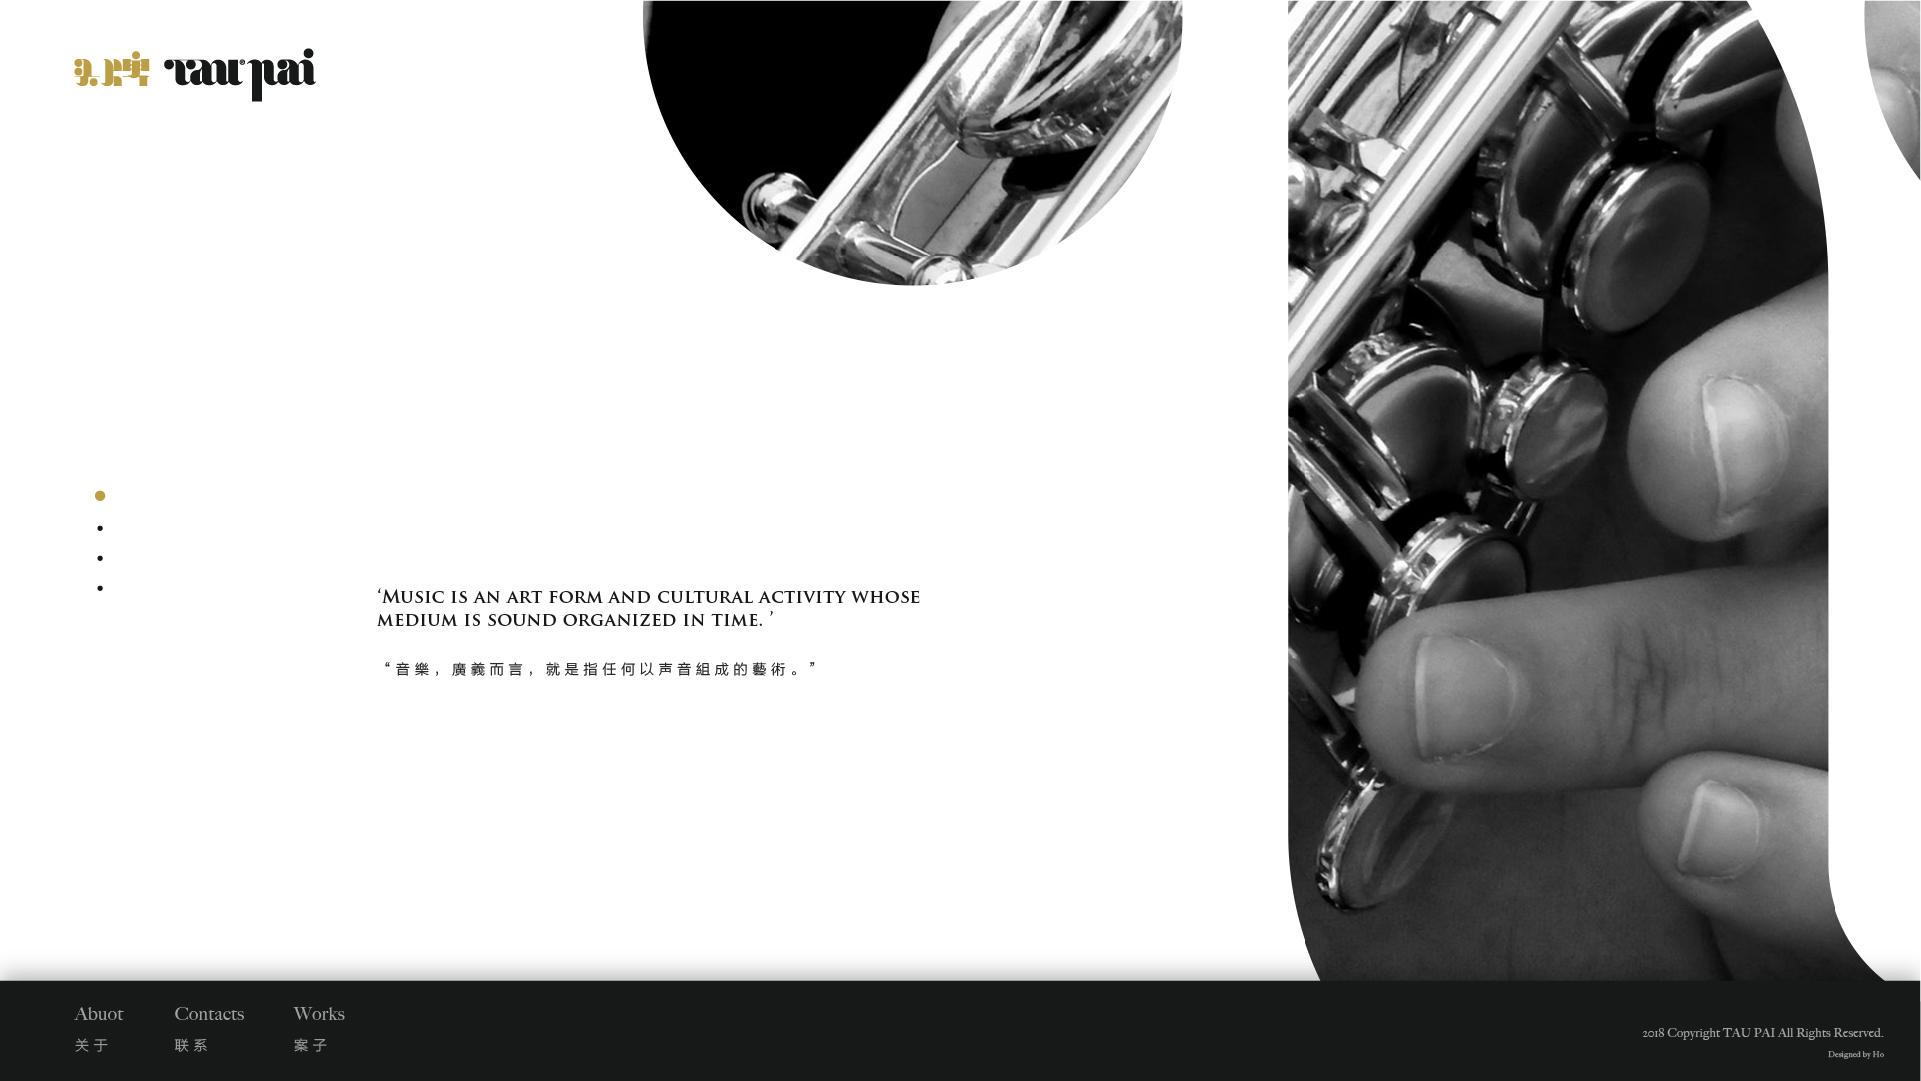 TAU pai
‘Music is an art form and cultural activity whose
medium is sound organized in time. ’
“音樂，廣義而言，就是指任何以声音組成的藝術。”
Abuot Contacts Works
关于 联系 案子
2018 Copyright TAU PAI All Rights Reserved.
Designed by Ho